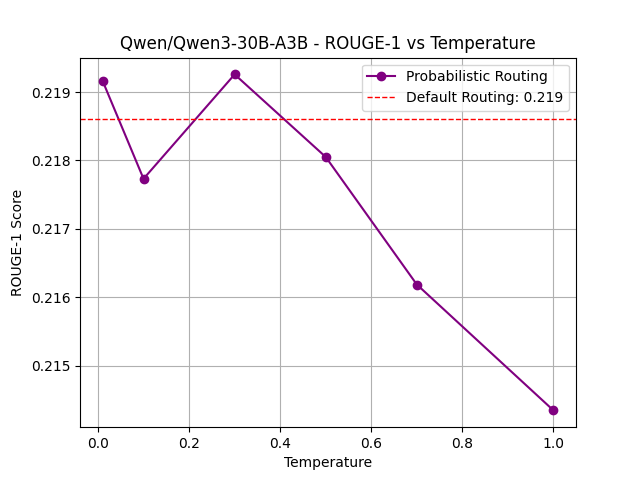 Qwen/Qwen3-30B-A3B - ROUGE-1 vs Temperature
Probabilistic Routing
Default Routing: 0.219
ROUGE-1 Score
0.219
0.218
0.217
0.216
0.215
0.0 0.2 0.4 0.6 0.8 1.0
Temperature